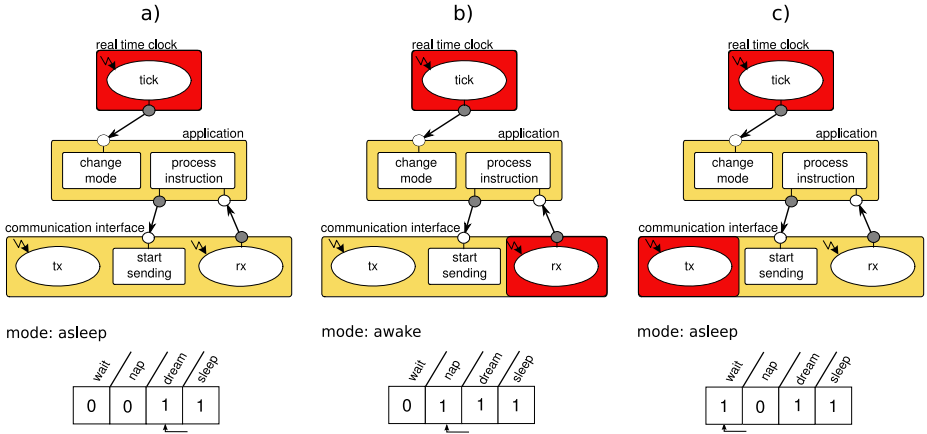 a)
real time clock
tick
application
change
mode
process
instruction
communication interface
tx
start
sending
rx
mode: asleep
wait
nap
dream
sleep
0 0 1 1
b)
real time clock
tick
application
change
mode
process
instruction
communication interface
tx
start
sending
rx
mode: awake
wait
nap
dream
sleep
0 1 1 1
c)
real time clock
tick
application
change
mode
process
instruction
communication interface
tx
start
sending
rx
mode: asleep
wait
nap
dream
sleep
1 0 1 1